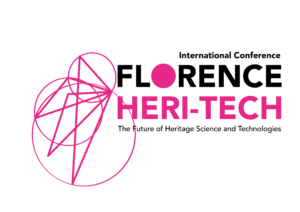 International Conference
FLORENCE
HERI-TECH
The Future of Heritage Science and Technologies